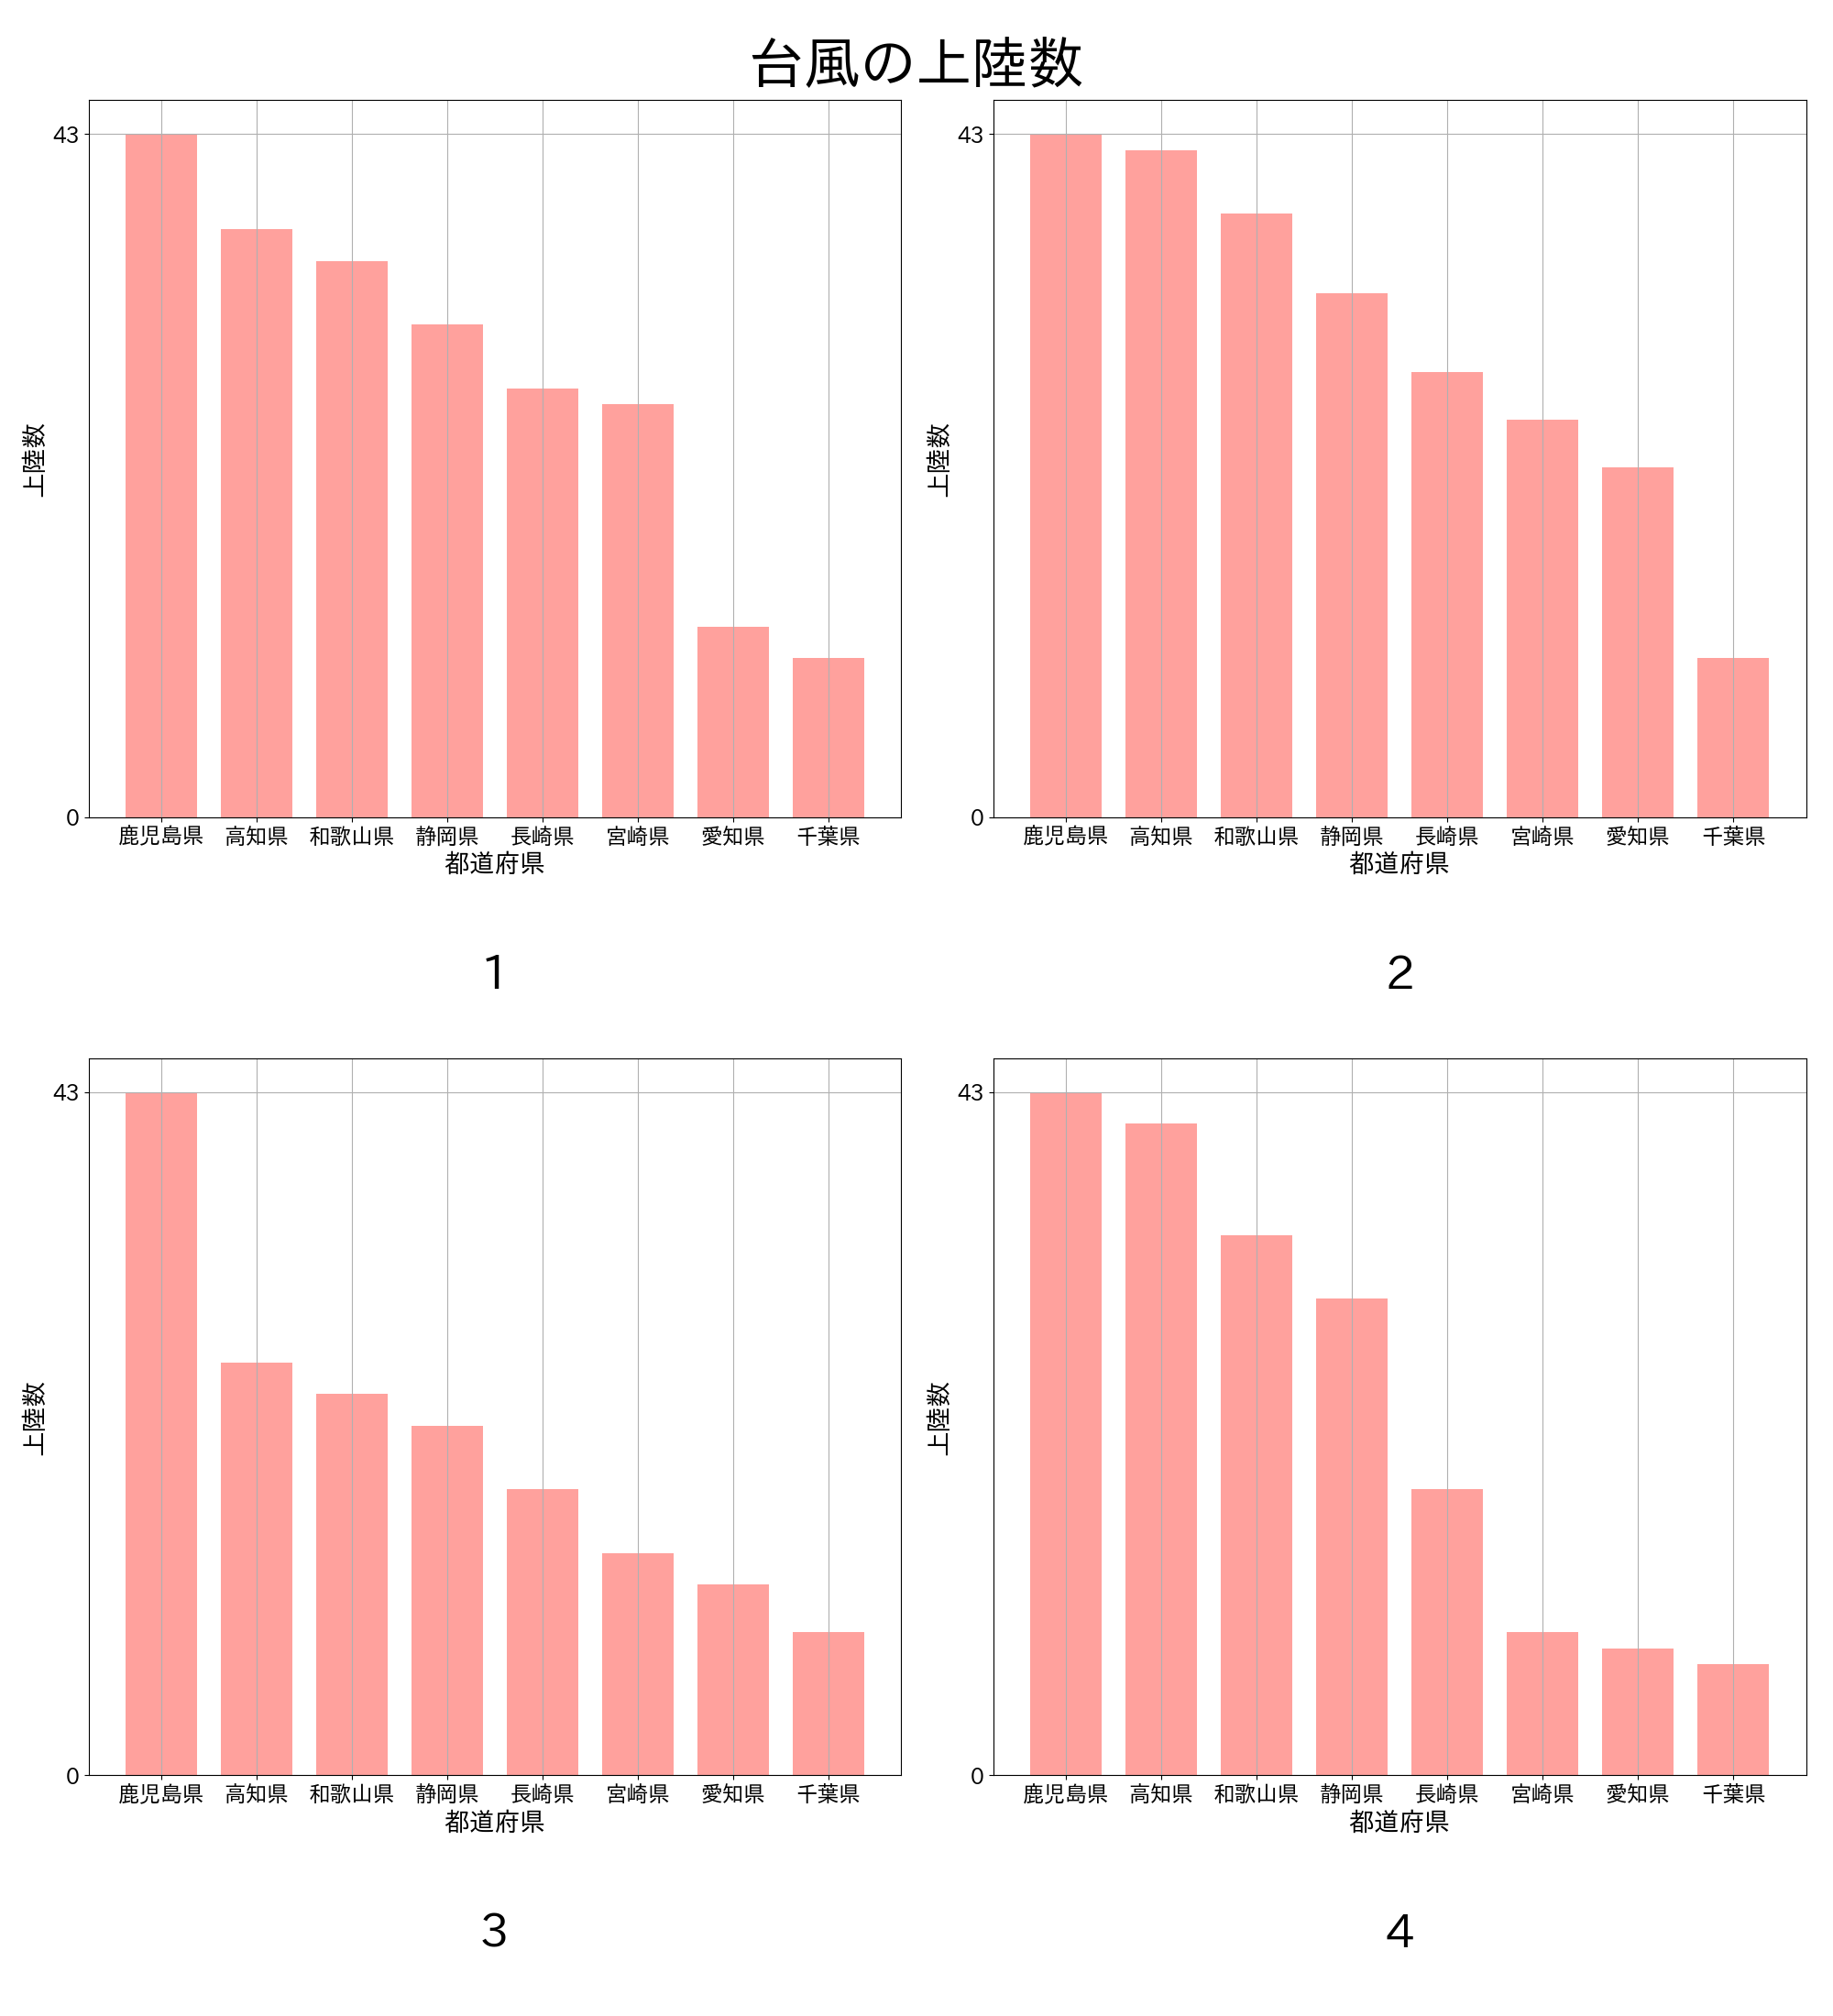 台風の上陸数
43
0
上陸数
鹿児島県 高知県 和歌山県 静岡県 長崎県 宮崎県 愛知県 千葉県
都道府県
1
43
0
上陸数
鹿児島県 高知県 和歌山県 静岡県 長崎県 宮崎県 愛知県 千葉県
都道府県
2
43
0
上陸数
鹿児島県 高知県 和歌山県 静岡県 長崎県 宮崎県 愛知県 千葉県
都道府県
3
43
0
上陸数
鹿児島県 高知県 和歌山県 静岡県 長崎県 宮崎県 愛知県 千葉県
都道府県
4